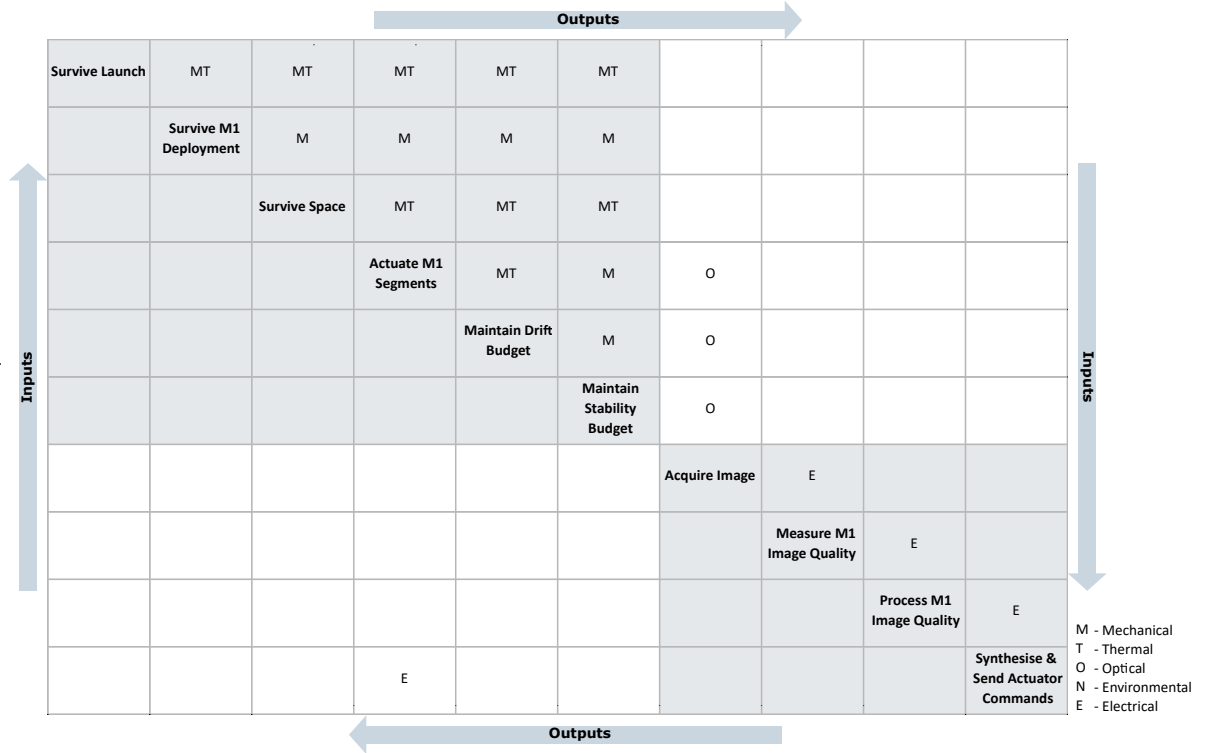 Outputs
Survive Launch MT MT MT MT MT
Survive M1
Deployment M M M M
Survive Space MT MT MT
Actuate M1
Segments MT M O
Maintain Drift
Budget M O
Maintain
Stability
Budget O
Acquire Image E
Measure M1
Image Quality E
Process M1
Image Quality E
Synthesise &
Send Actuator
Commands
E
Inputs
Inputs
M - Mechanical
T - Thermal
O - Optical
N - Environmental
E - Electrical
Outputs